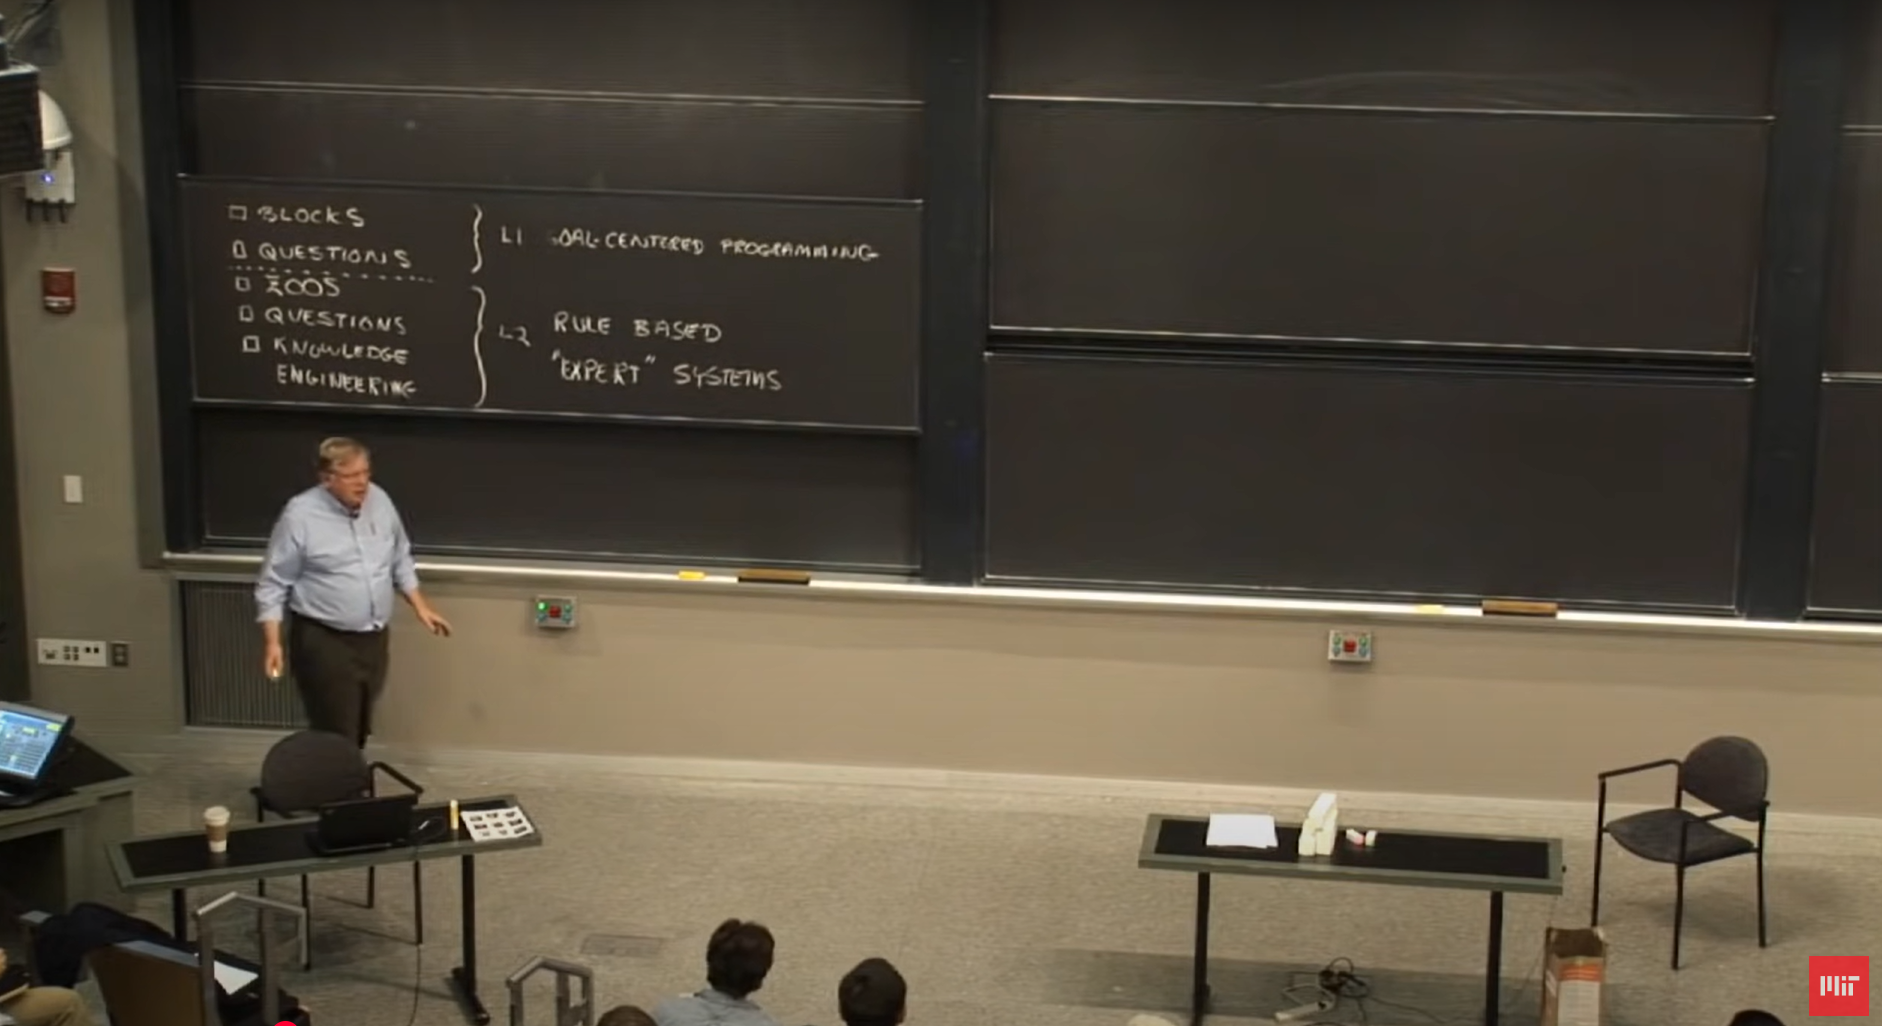 BLOCKS
QUESTIONS
L1 GOAL-CENTERED PROGRAMMING
ZOOS
QUESTIONS
KNOWLEDGE
ENGINEERING
L2 RULE BASED
"EXPERT" SYSTEMS
MIT